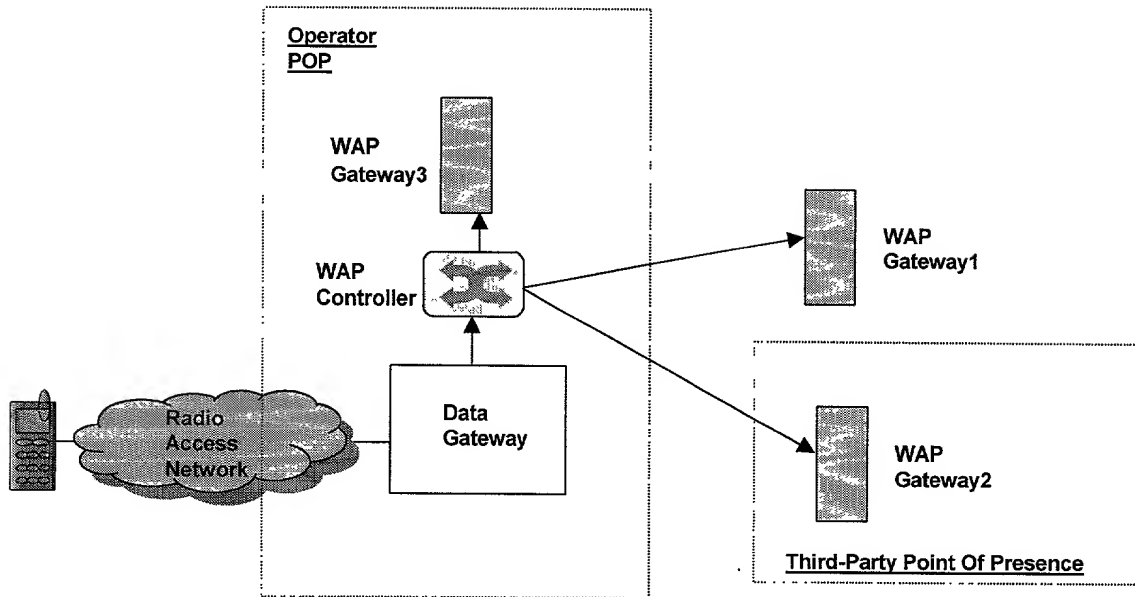 Operator
POP
WAP
Gateway3
WAP
Controller
WAP
Gateway1
Radio
Access
Network
Data
Gateway
WAP
Gateway2
Third-Party Point Of Presence